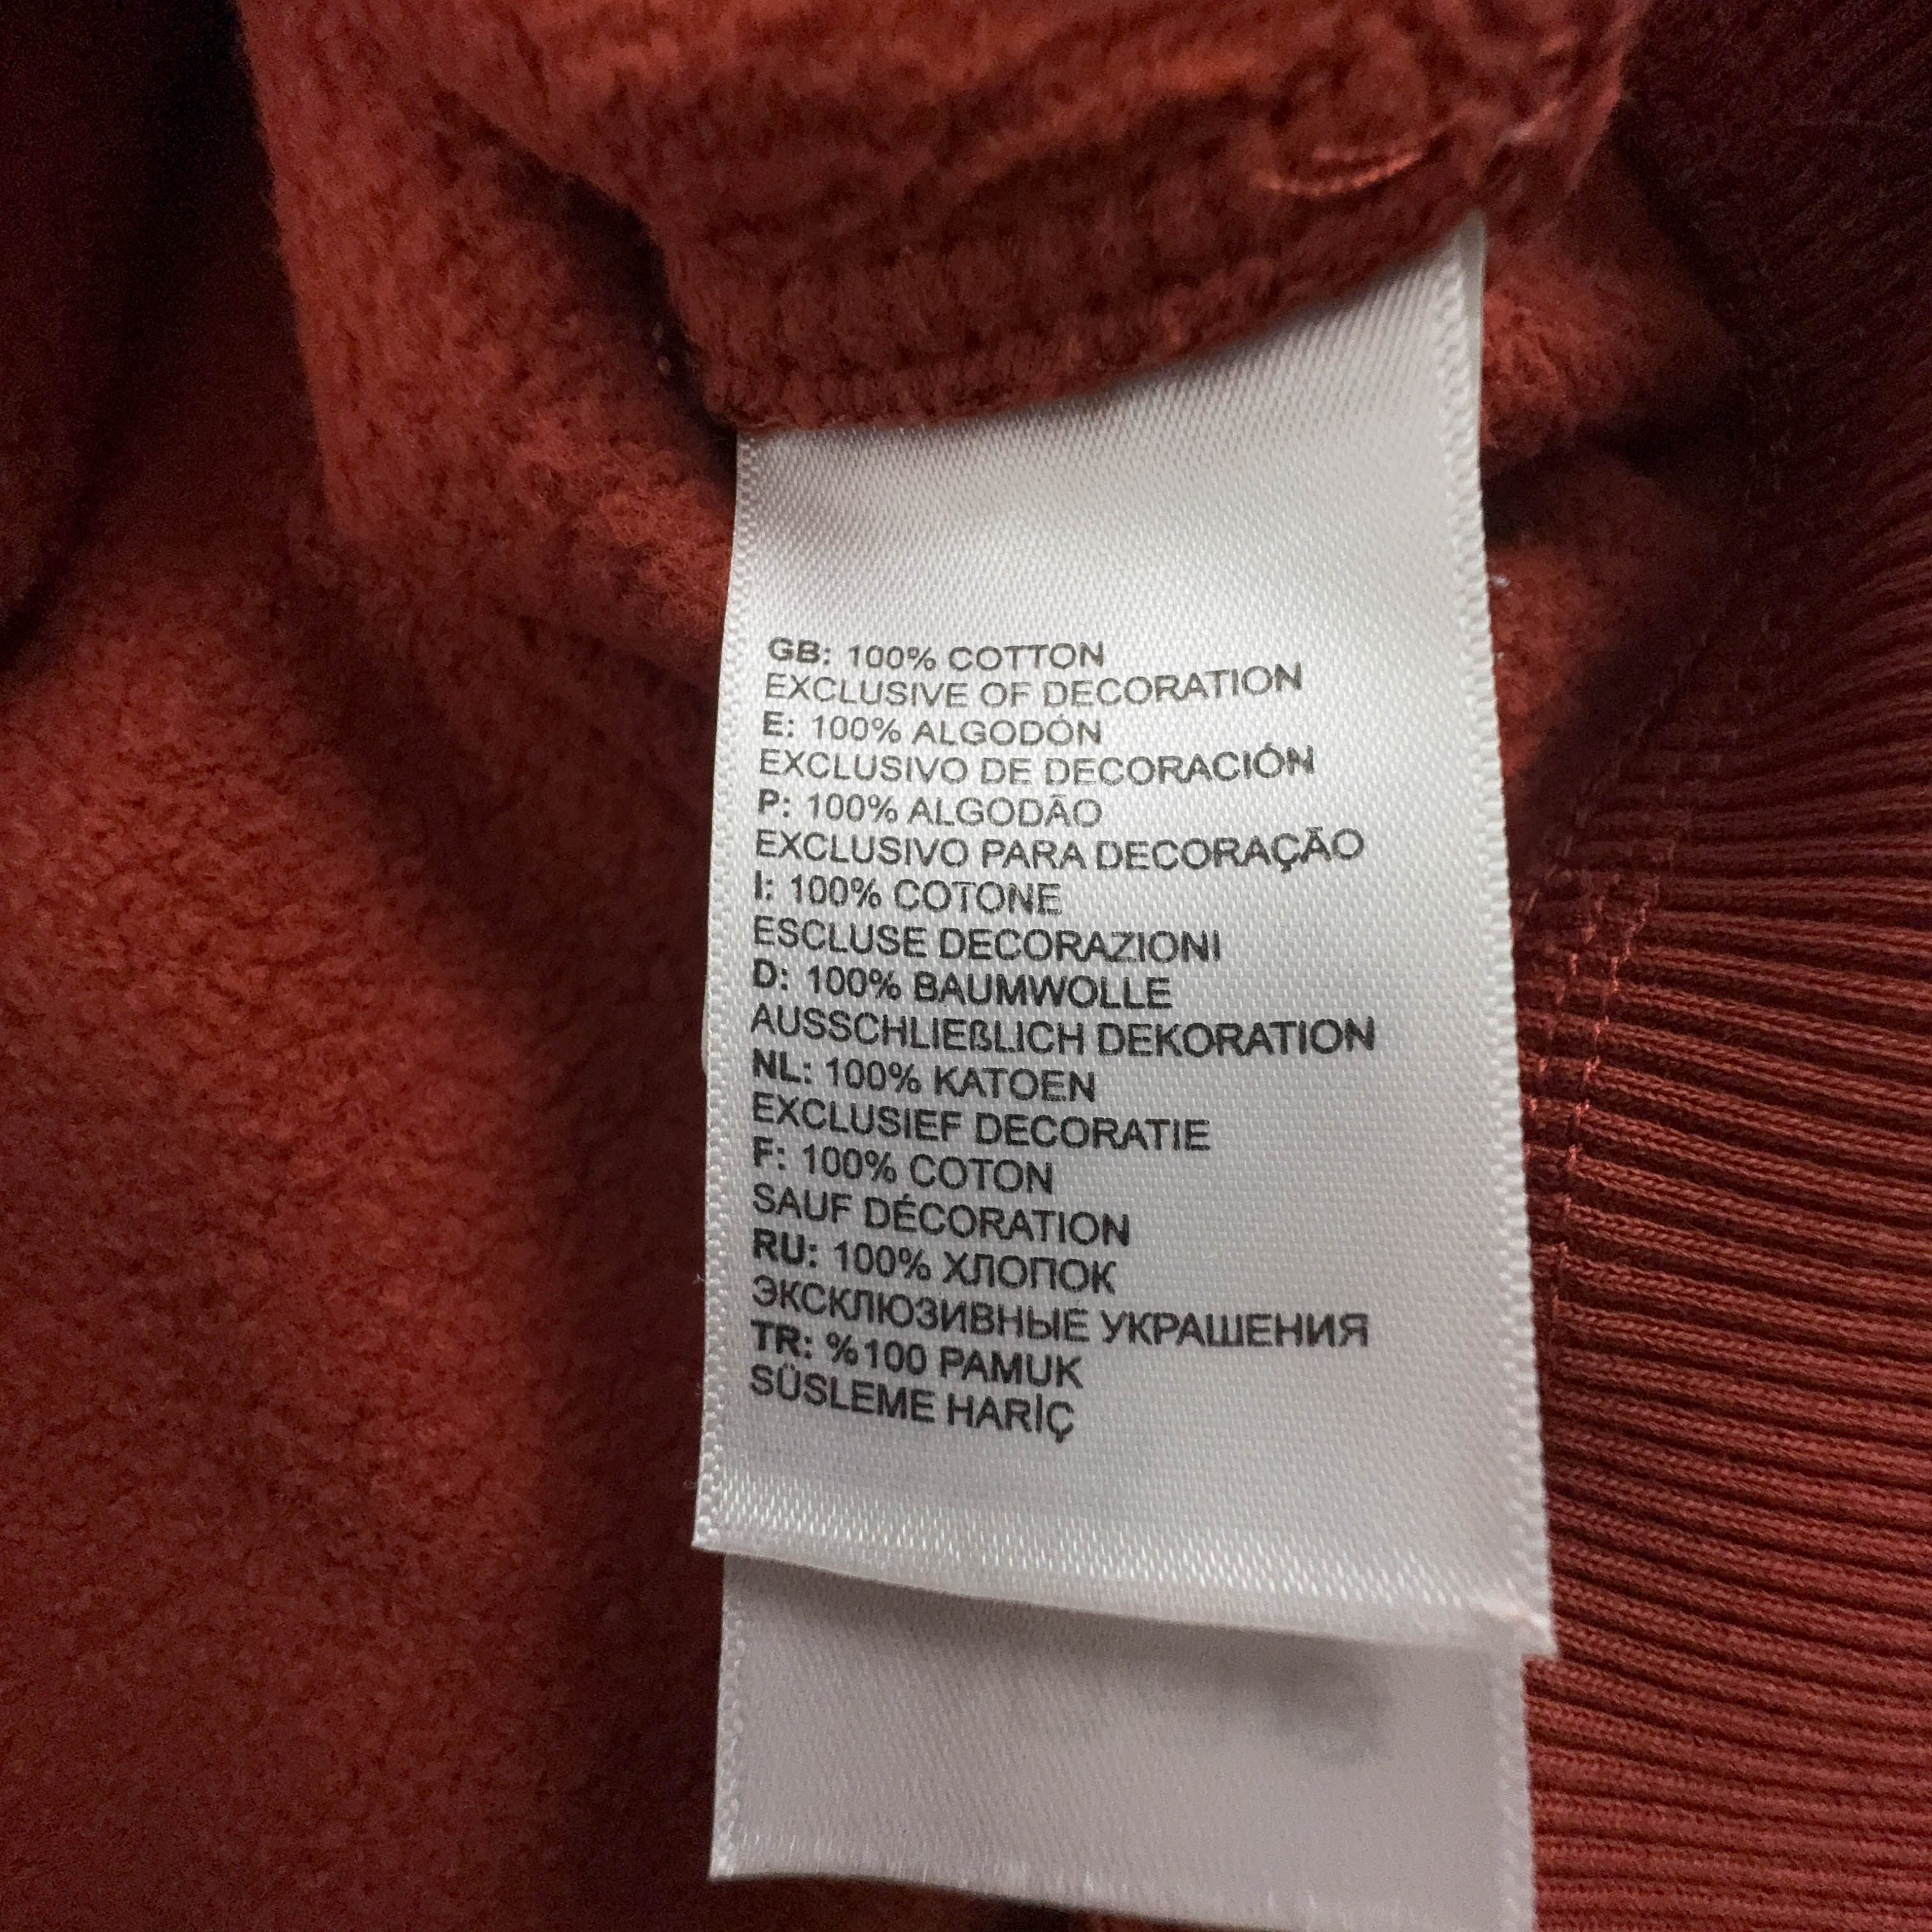 GB: 100% COTTON
EXCLUSIVE OF DECORATION
E: 100% ALGODÓN
EXCLUSIVO DE DECORACIÓN
P: 100% ALGODÃO
EXCLUSIVO PARA DECORAÇÃO
I: 100% COTONE
ESCLUSE DECORAZIONI
D: 100% BAUMWOLLE
AUSSCHLIEßLICH DEKORATION
NL: 100% KATOEN
EXCLUSIEF DECORATIE
F: 100% COTON
SAUF DÉCORATION
RU: 100% ХЛОПОК
ЭКСКЛЮЗИВНЫЕ УКРАШЕНИЯ
TR: %100 PAMUK
SÜSLEME HARİÇ